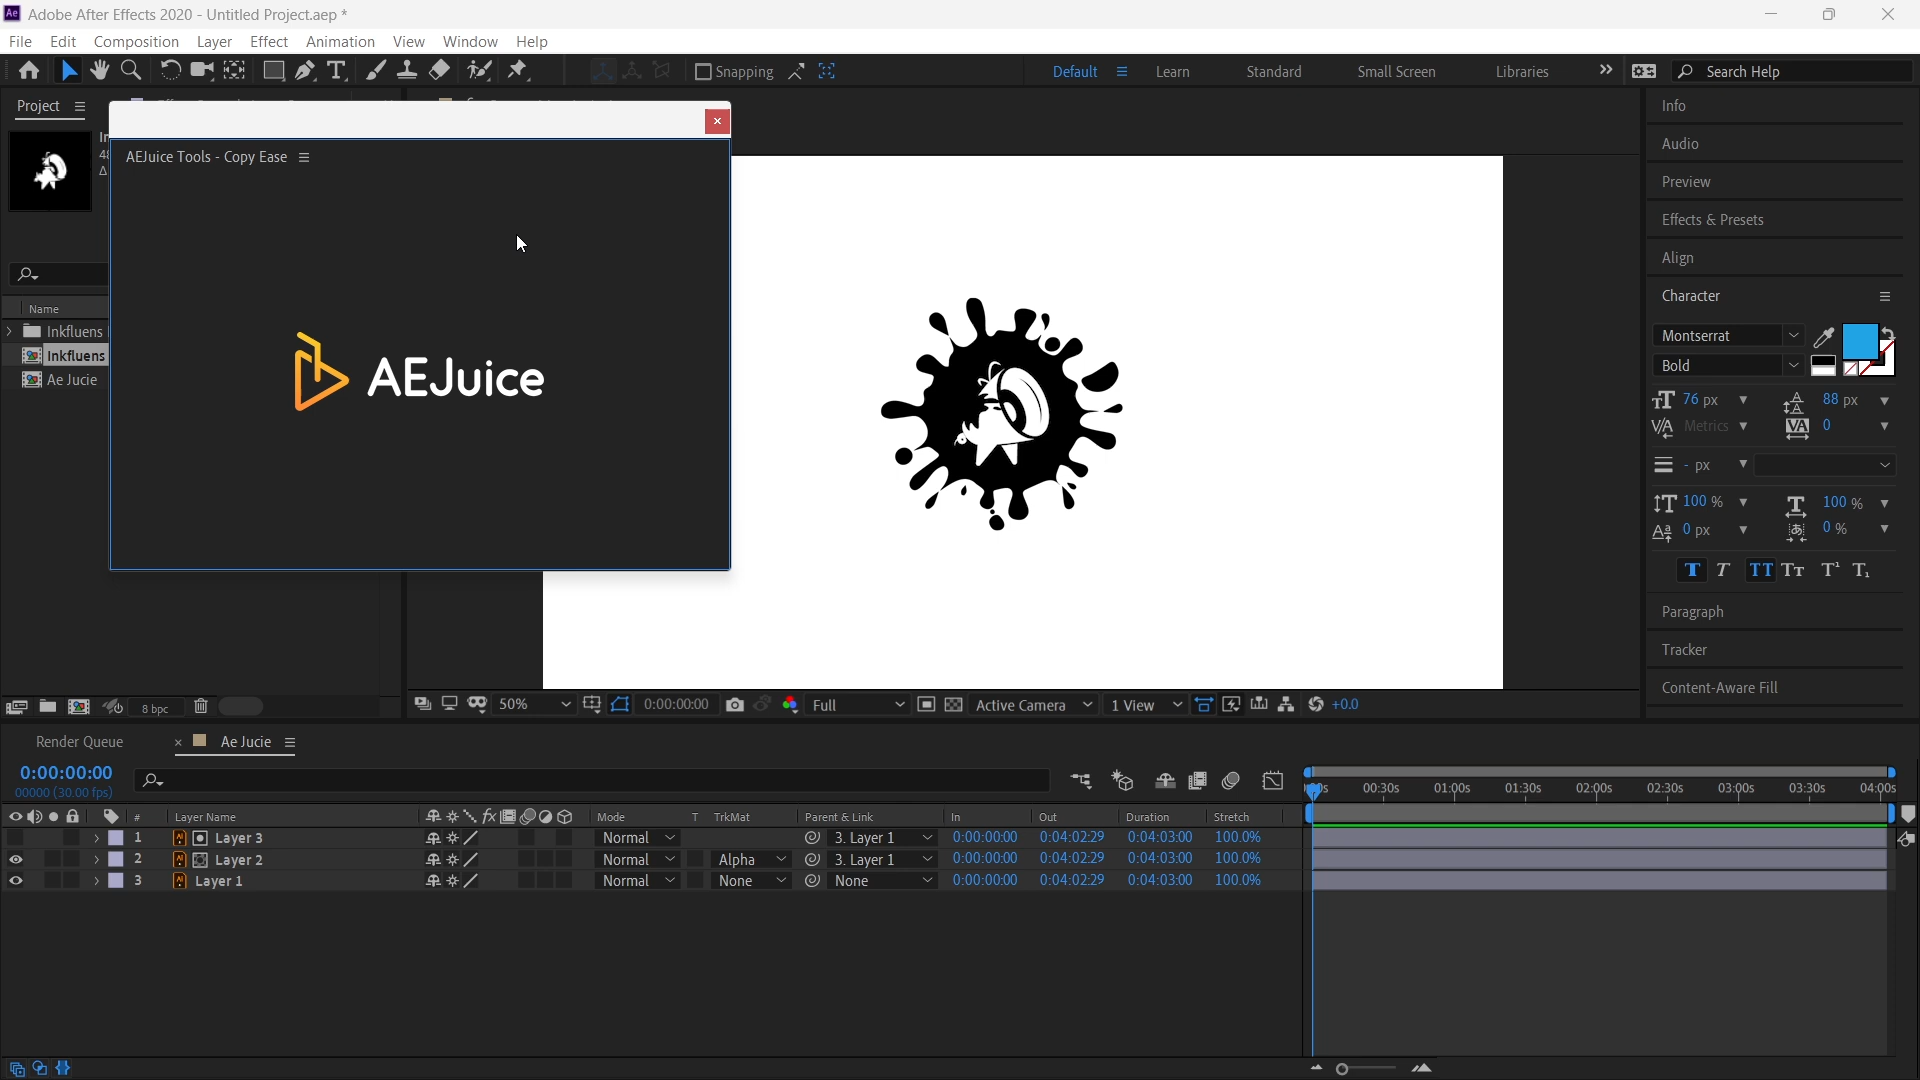 Ae Adobe After Effects 2020 - Untitled Project.aep *
File Edit Composition Layer Effect Animation View Window Help
Snapping
Default Learn Standard Small Screen Libraries Search Help
Project
AEJuice Tools - Copy Ease
AEJuice
Name
Inkfluens
Inkfluens
Ae Jucie
8 bpc
50% 0:00:00:00 Full Active Camera 1 View +0.0
Info
Audio
Preview
Effects & Presets
Align
Character
Montserrat
Bold
76 px 88 px
Metrics 0
- px
100 % 100 %
0 px 0 %
T T TT Tт T¹ T₁
Paragraph
Tracker
Content-Aware Fill
Render Queue Ae Jucie
0:00:00:00
00000 (30.00 fps)
# Layer Name Mode T TrkMat Parent & Link In Out Duration Stretch
1 Layer 3 Normal 3. Layer 1 0:00:00:00 0:04:02:29 0:04:03:00 100.0%
2 Layer 2 Normal Alpha 3. Layer 1 0:00:00:00 0:04:02:29 0:04:03:00 100.0%
3 Layer 1 Normal None None 0:00:00:00 0:04:02:29 0:04:03:00 100.0%
00:30s 01:00s 01:30s 02:00s 02:30s 03:00s 03:30s 04:00s